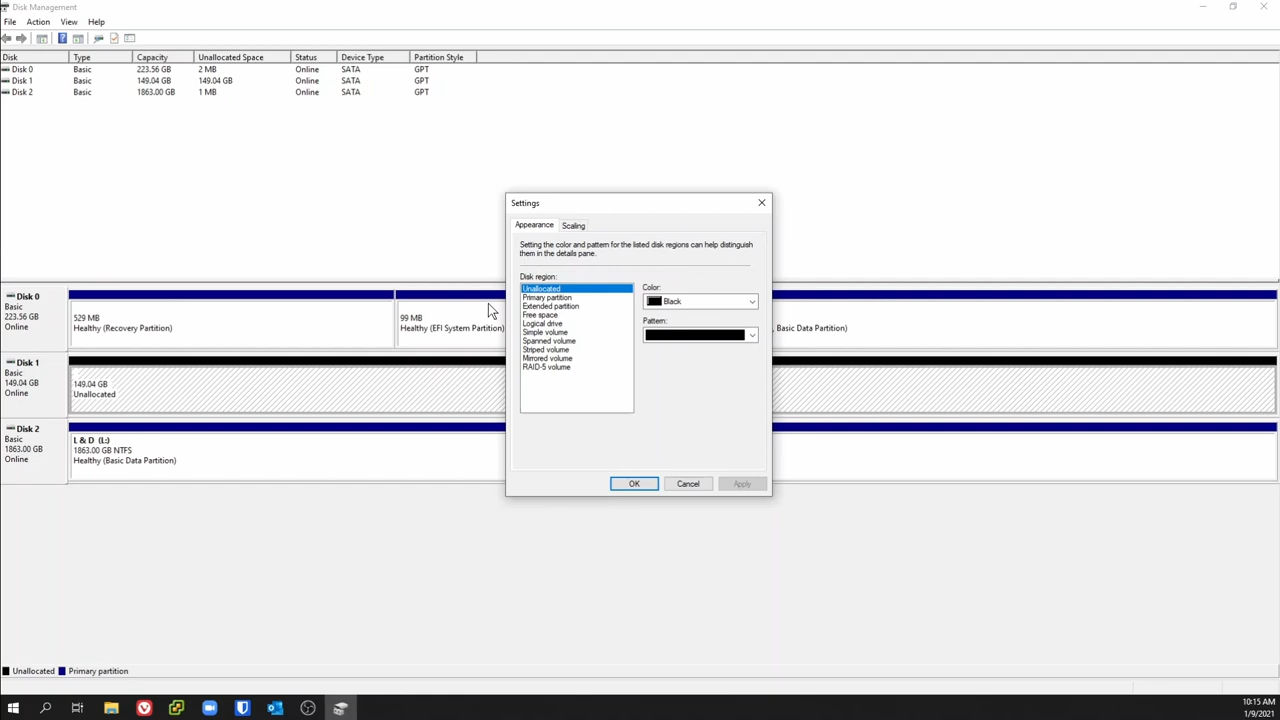 Disk Management
File Action View Help
Disk Type Capacity Unallocated Space Status Device Type Partition Style
Disk 0 Basic 223.56 GB 2 MB Online SATA GPT
Disk 1 Basic 149.04 GB 149.04 GB Online SATA GPT
Disk 2 Basic 1863.00 GB 1 MB Online SATA GPT
Settings
Appearance Scaling
Setting the color and pattern for the listed disk regions can help distinguish
them in the details pane.
Disk region:
Unallocated
Primary partition
Extended partition
Free space
Logical drive
Simple volume
Spanned volume
Striped volume
Mirrored volume
RAID-5 volume
Color:
Black
Pattern:
OK Cancel Apply
Disk 0
Basic
223.56 GB
Online
529 MB
Healthy (Recovery Partition)
99 MB
Healthy (EFI System Partition)
, Basic Data Partition)
Disk 1
Basic
149.04 GB
Online
149.04 GB
Unallocated
Disk 2
Basic
1863.00 GB
Online
L & D (L:)
1863.00 GB NTFS
Healthy (Basic Data Partition)
Unallocated Primary partition
10:15 AM
1/9/2021